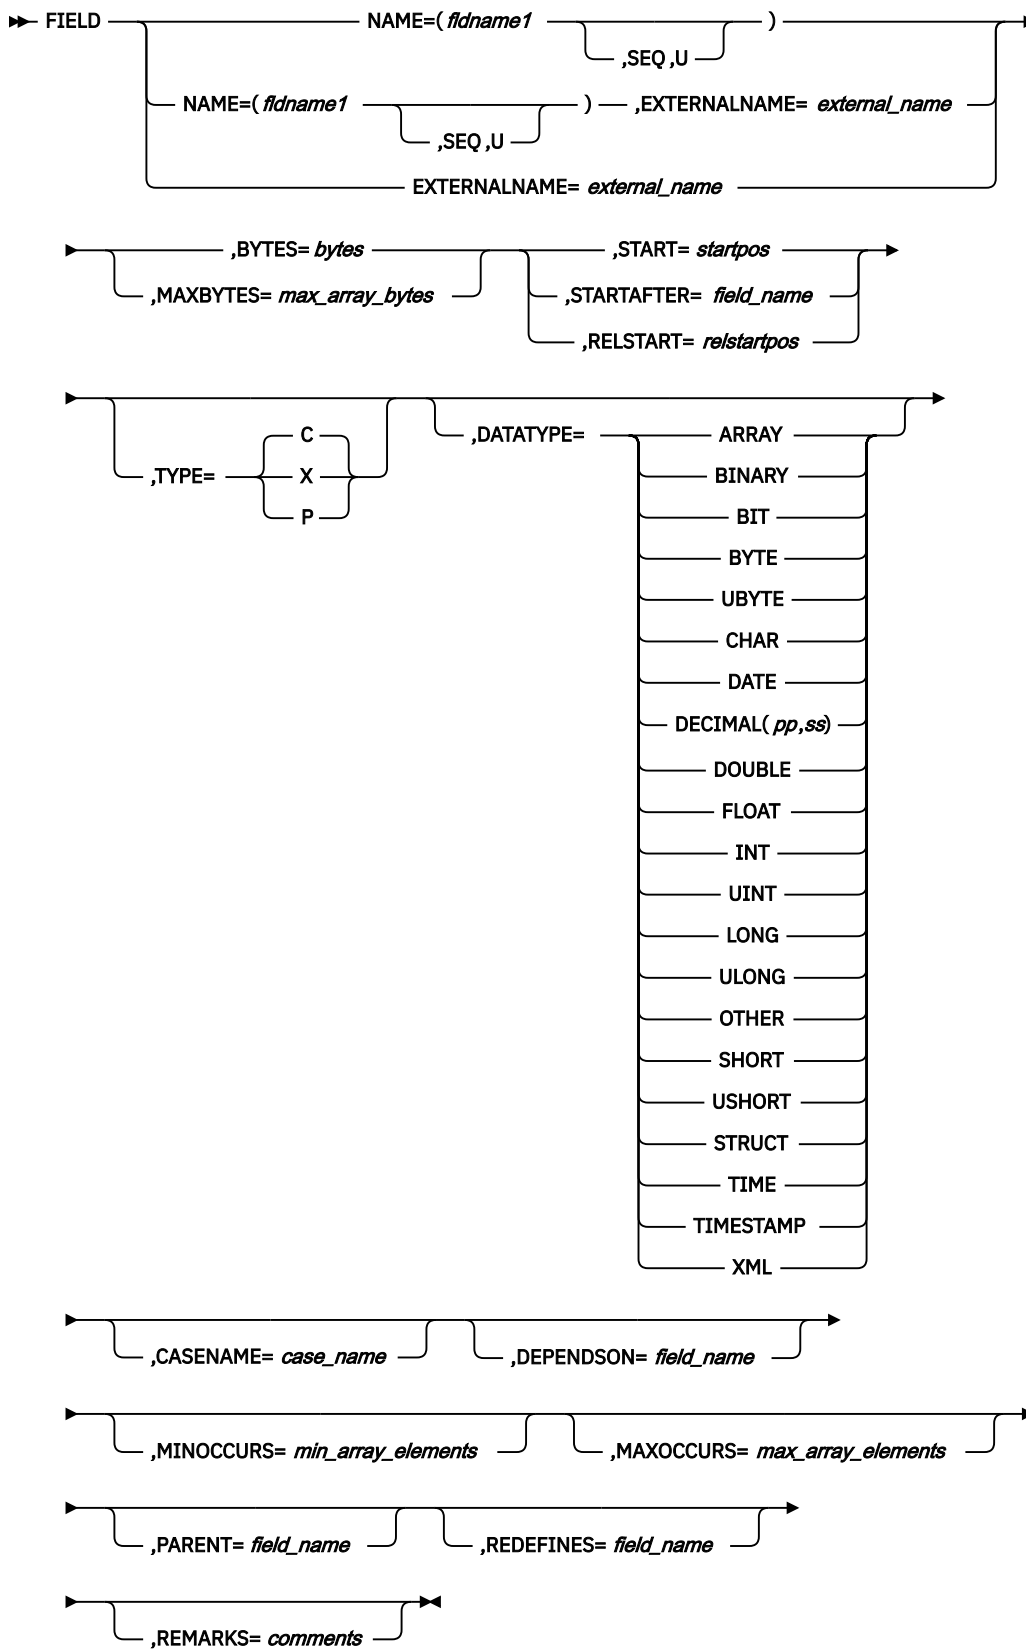 FIELD NAME=( fldname1 )
,SEQ ,U
NAME=( fldname1 ) ,EXTERNALNAME= external_name
,SEQ ,U
EXTERNALNAME= external_name
,BYTES= bytes ,START= startpos
,MAXBYTES= max_array_bytes ,STARTAFTER= field_name
,RELSTART= relstartpos
C ,DATATYPE= ARRAY
,TYPE= X BINARY
P BIT
BYTE
UBYTE
CHAR
DATE
DECIMAL( pp,ss)
DOUBLE
FLOAT
INT
UINT
LONG
ULONG
OTHER
SHORT
USHORT
STRUCT
TIME
TIMESTAMP
XML
,CASENAME= case_name ,DEPENDSON= field_name
,MINOCCURS= min_array_elements ,MAXOCCURS= max_array_elements
,PARENT= field_name ,REDEFINES= field_name
,REMARKS= comments